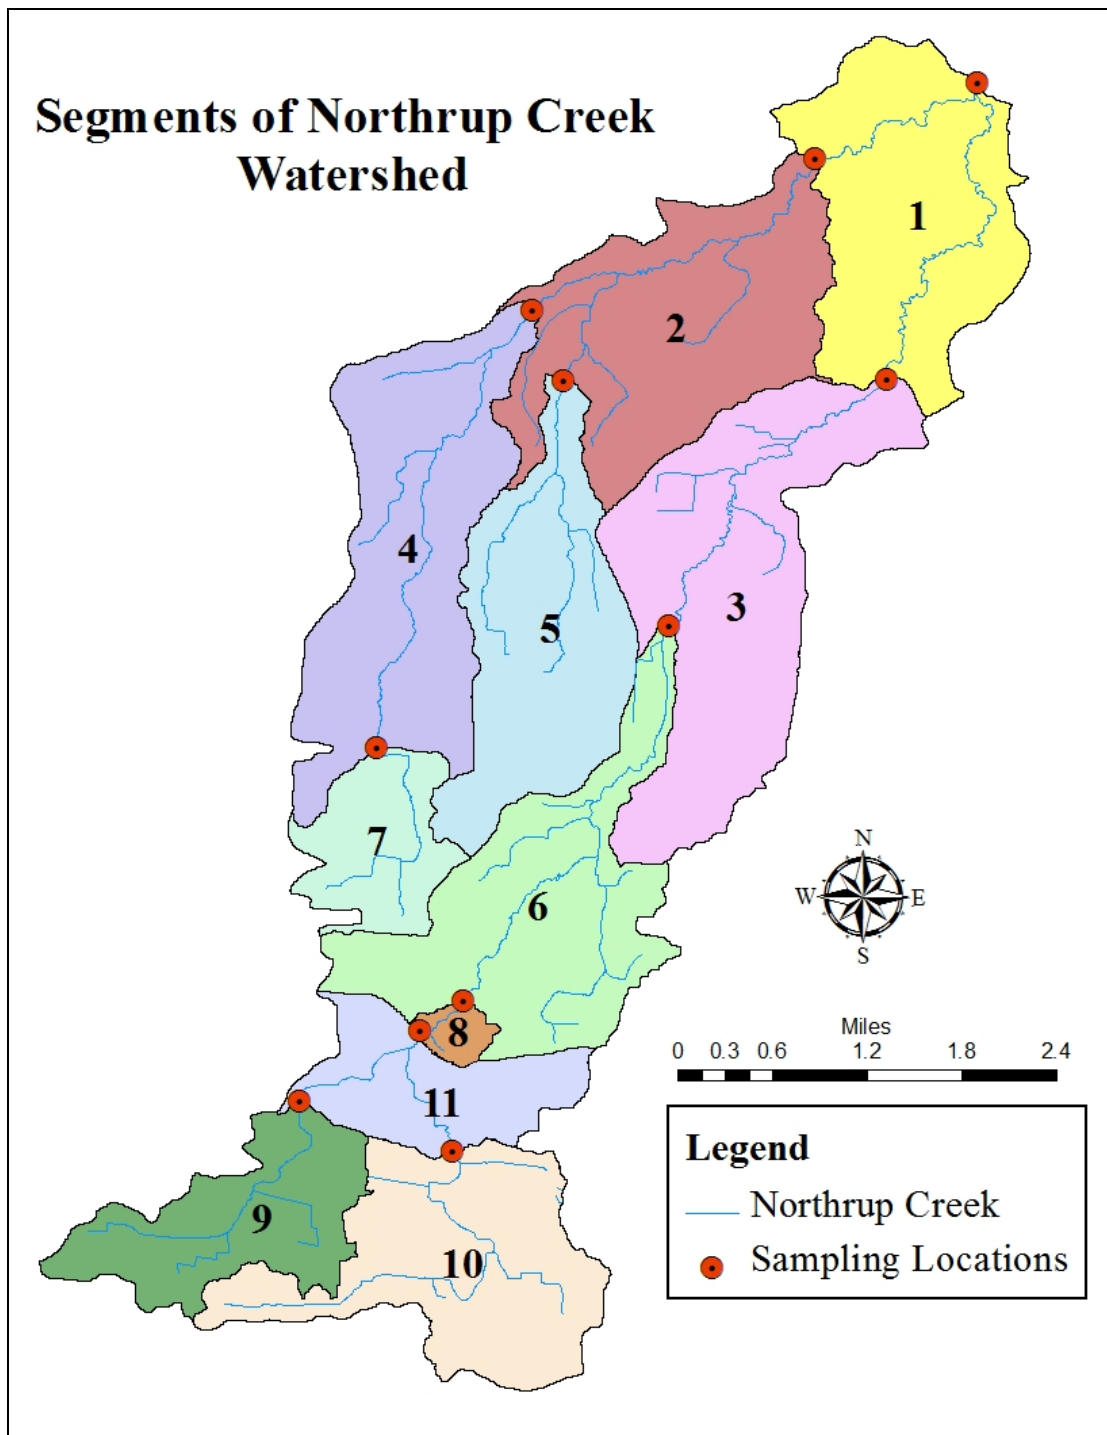 Segments of Northrup Creek
Watershed
1
2
3
4
5
6
7
8
9
10
11
N
W E
S
Miles
0 0.3 0.6 1.2 1.8 2.4
Legend
Northrup Creek
Sampling Locations